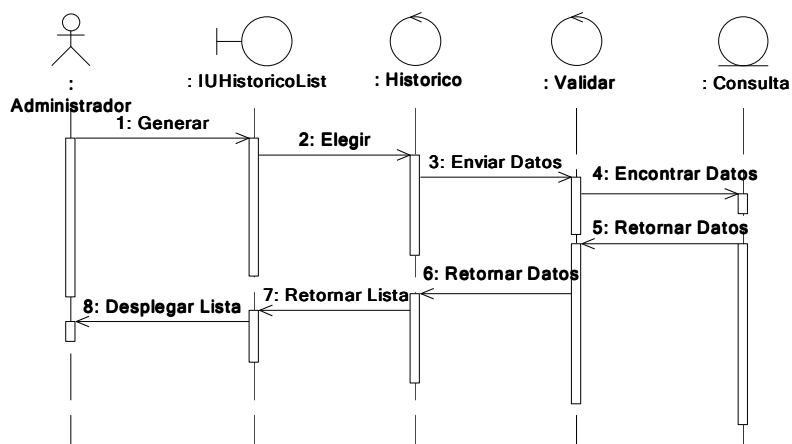 :
Administrador
: IUHistoricoList
: Historico
: Validar
: Consulta
1: Generar
2: Elegir
3: Enviar Datos
4: Encontrar Datos
5: Retornar Datos
6: Retornar Datos
7: Retornar Lista
8: Desplegar Lista